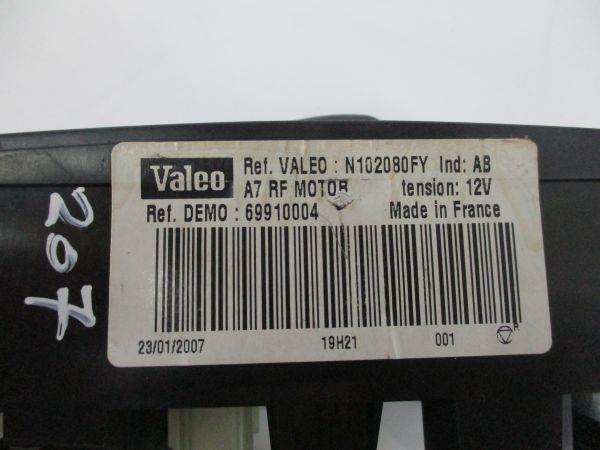 Valeo Ref. VALEO : N102080FY Ind: AB
A7 RF MOTOR tension: 12V
Ref. DEMO : 69910004 Made in France
23/01/2007 19H21 001 R
207